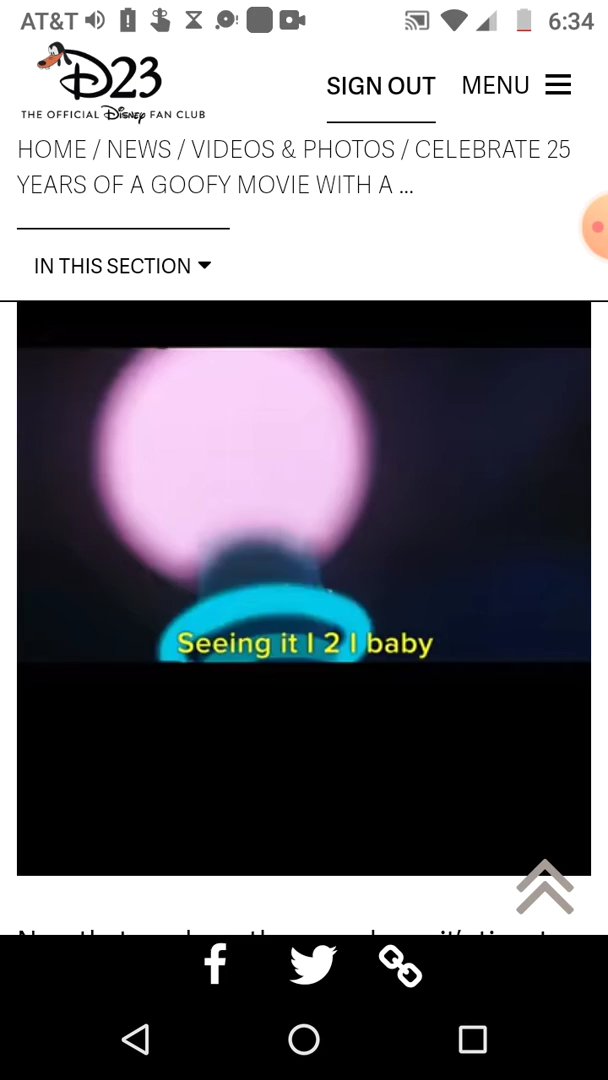 AT&T 6:34
D23
THE OFFICIAL Disney FAN CLUB
SIGN OUT MENU
HOME / NEWS / VIDEOS & PHOTOS / CELEBRATE 25
YEARS OF A GOOFY MOVIE WITH A ...
IN THIS SECTION
Seeing it I 2 I baby